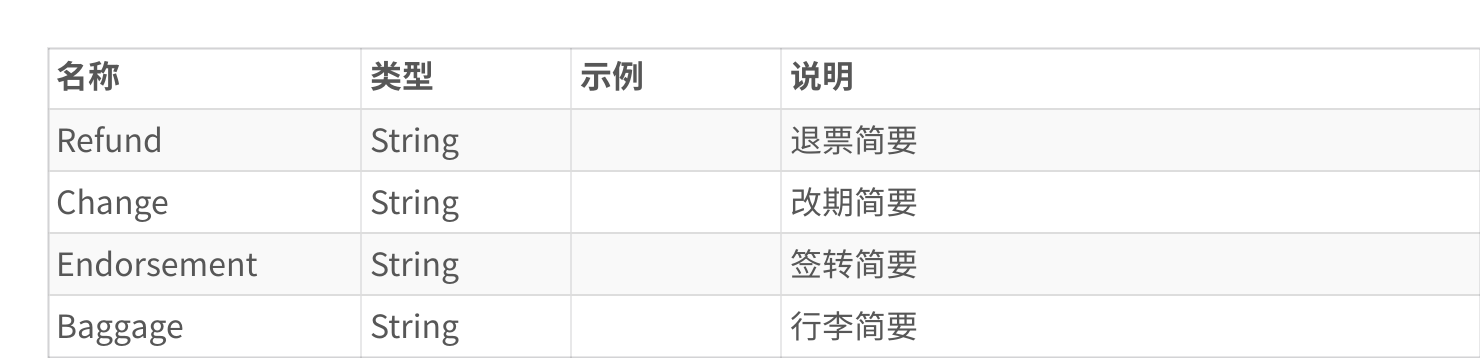 名称 类型 示例 说明
Refund String 退票简要
Change String 改期简要
Endorsement String 签转简要
Baggage String 行李简要